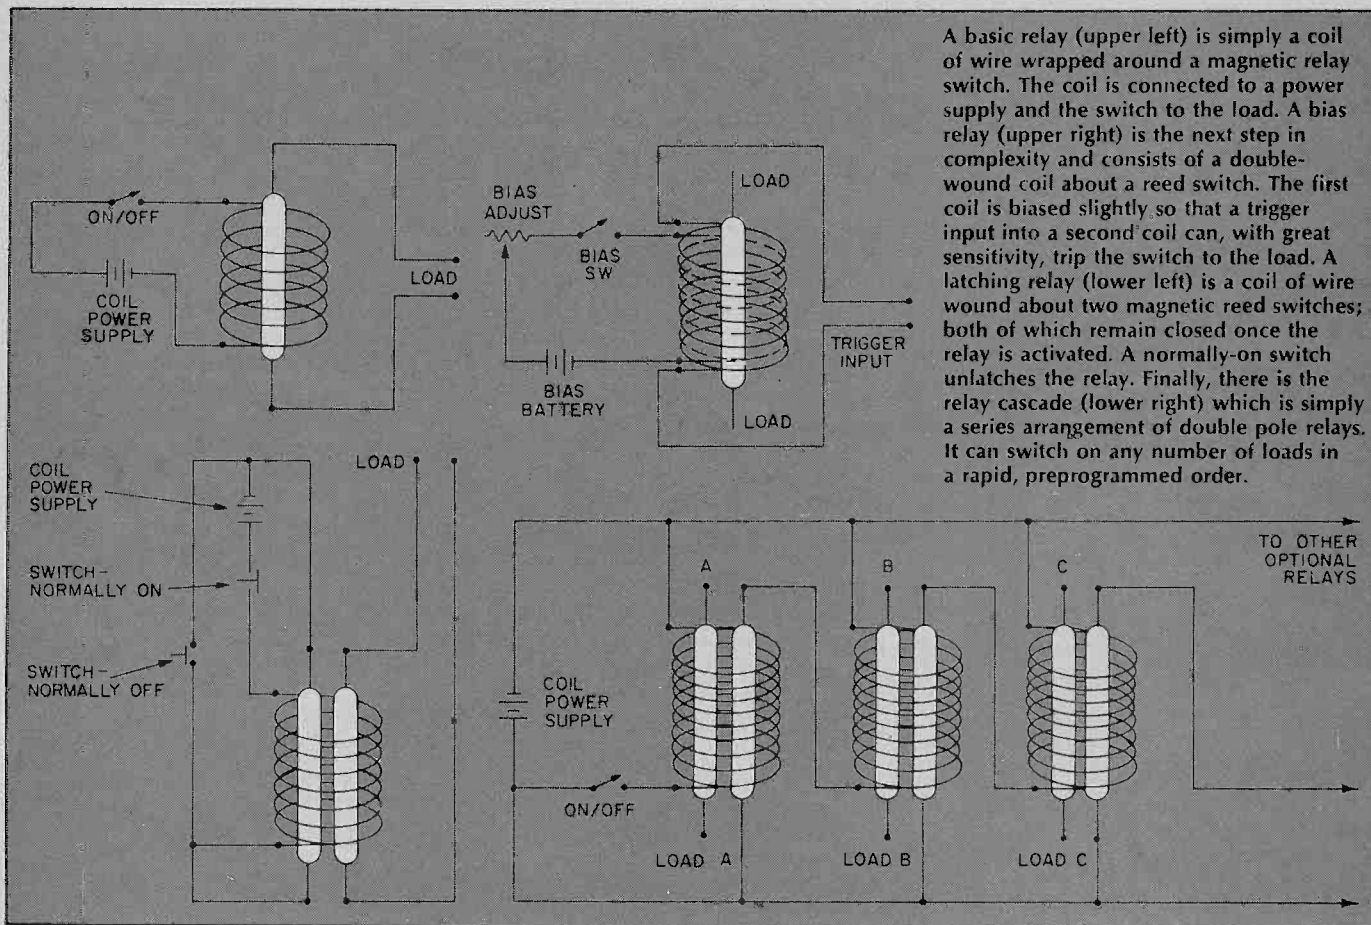 A basic relay (upper left) is simply a coil
of wire wrapped around a magnetic relay
switch. The coil is connected to a power
supply and the switch to the load. A bias
relay (upper right) is the next step in
complexity and consists of a double-
wound coil about a reed switch. The first
coil is biased slightly so that a trigger
input into a second coil can, with great
sensitivity, trip the switch to the load. A
latching relay (lower left) is a coil of wire
wound about two magnetic reed switches;
both of which remain closed once the
relay is activated. A normally-on switch
unlatches the relay. Finally, there is the
relay cascade (lower right) which is simply
a series arrangement of double pole relays.
It can switch on any number of loads in
a rapid, preprogrammed order.
ON/OFF
COIL
POWER
SUPPLY
LOAD
BIAS
ADJUST
BIAS
SW
BIAS
BATTERY
LOAD
LOAD
TRIGGER
INPUT
COIL
POWER
SUPPLY
SWITCH-
NORMALLY ON
SWITCH-
NORMALLY OFF
LOAD
COIL
POWER
SUPPLY
ON/OFF
A
B
C
LOAD A
LOAD B
LOAD C
TO OTHER
OPTIONAL
RELAYS